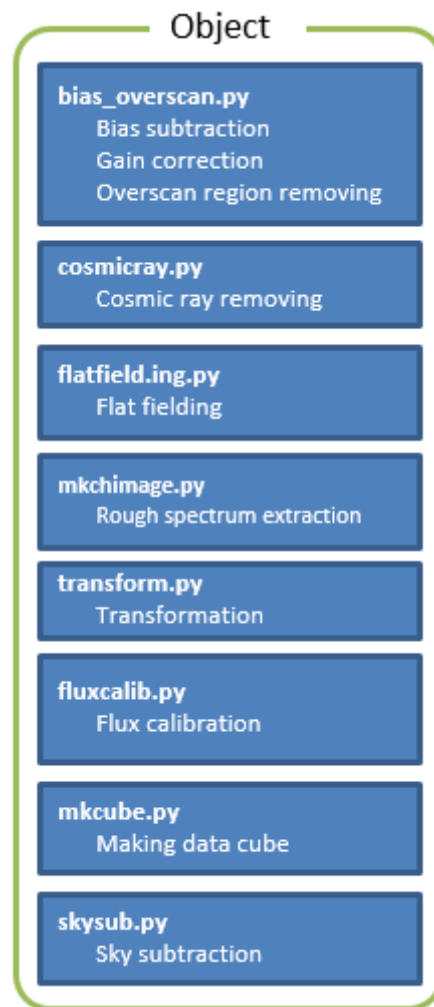 Object
bias_overscan.py
Bias subtraction
Gain correction
Overscan region removing
cosmicray.py
Cosmic ray removing
flatfield.ing.py
Flat fielding
mkchimage.py
Rough spectrum extraction
transform.py
Transformation
fluxcalib.py
Flux calibration
mkcube.py
Making data cube
skysub.py
Sky subtraction